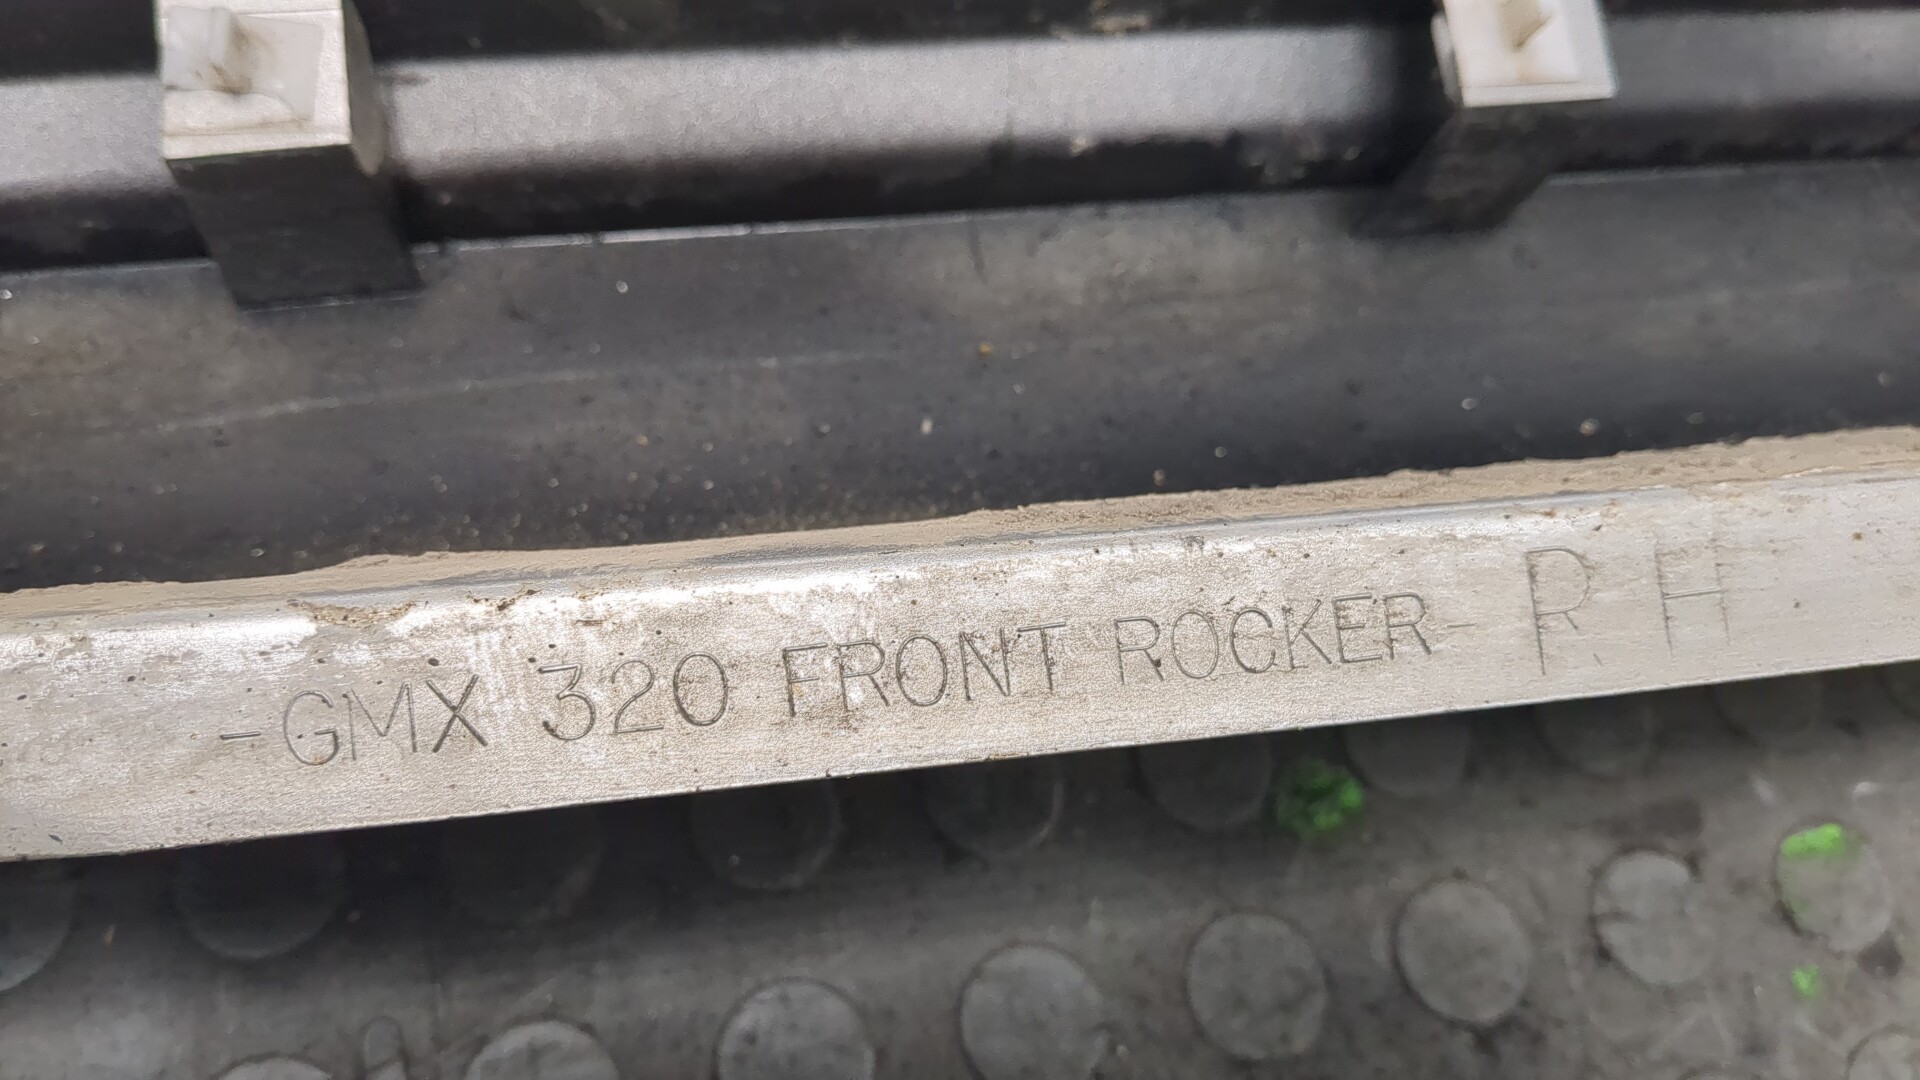 -GMX 320 FRONT ROCKER- RH